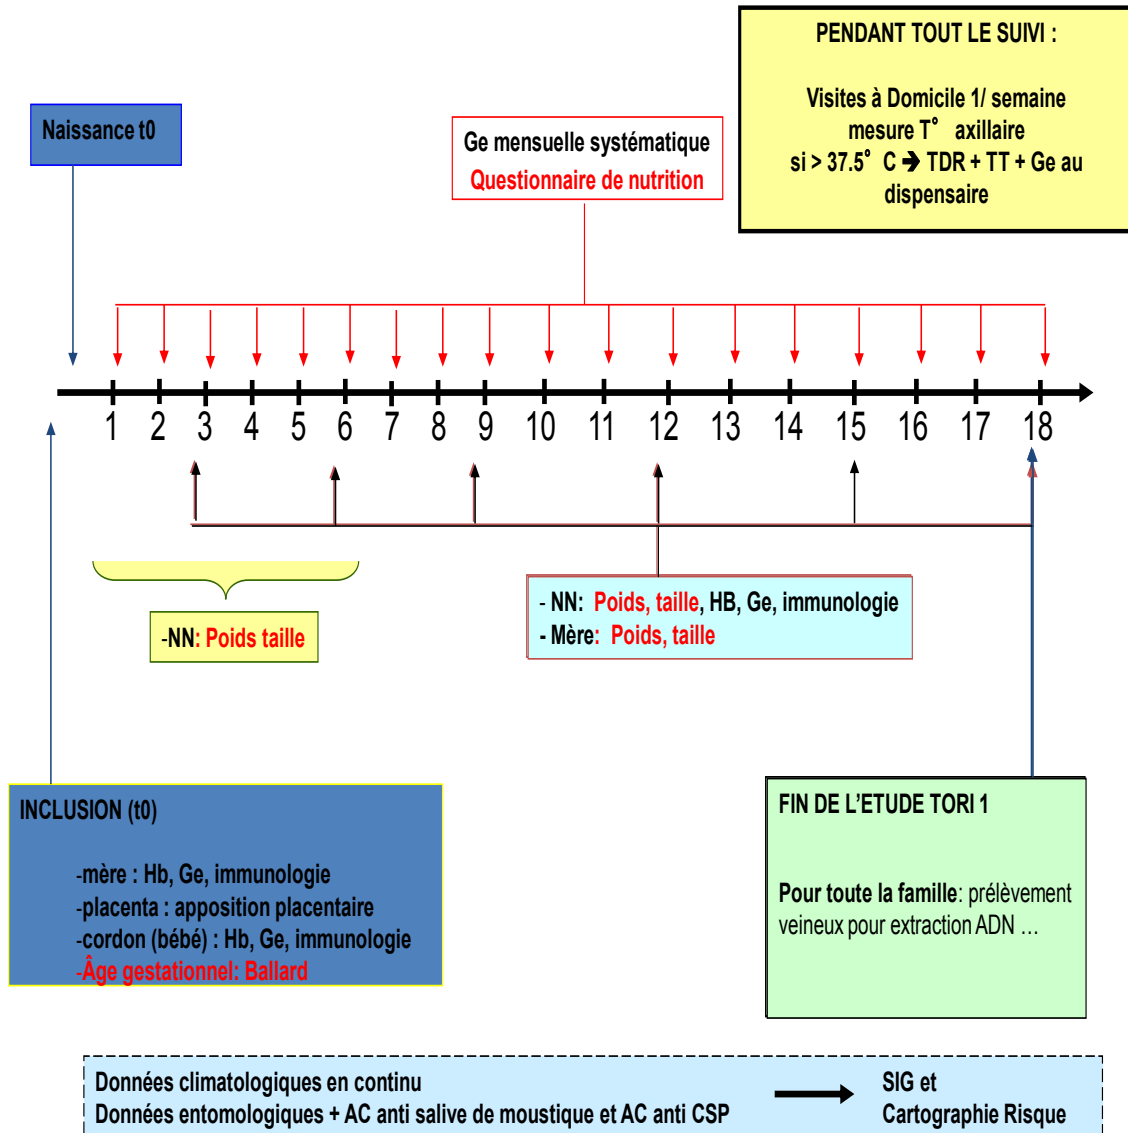 PENDANT TOUT LE SUIVI :
Visites à Domicile 1/ semaine
mesure T° axillaire
si > 37.5° C ➔ TDR + TT + Ge au
dispensaire
Naissance t0
Ge mensuelle systématique
Questionnaire de nutrition
1 2 3 4 5 6 7 8 9 10 11 12 13 14 15 16 17 18
-NN: Poids taille
- NN: Poids, taille, HB, Ge, immunologie
- Mère: Poids, taille
INCLUSION (t0)
-mère : Hb, Ge, immunologie
-placenta : apposition placentaire
-cordon (bébé) : Hb, Ge, immunologie
-Âge gestationnel: Ballard
FIN DE L'ETUDE TORI 1
Pour toute la famille: prélèvement
veineux pour extraction ADN ...
Données climatologiques en continu
Données entomologiques + AC anti salive de moustique et AC anti CSP
SIG et
Cartographie Risque